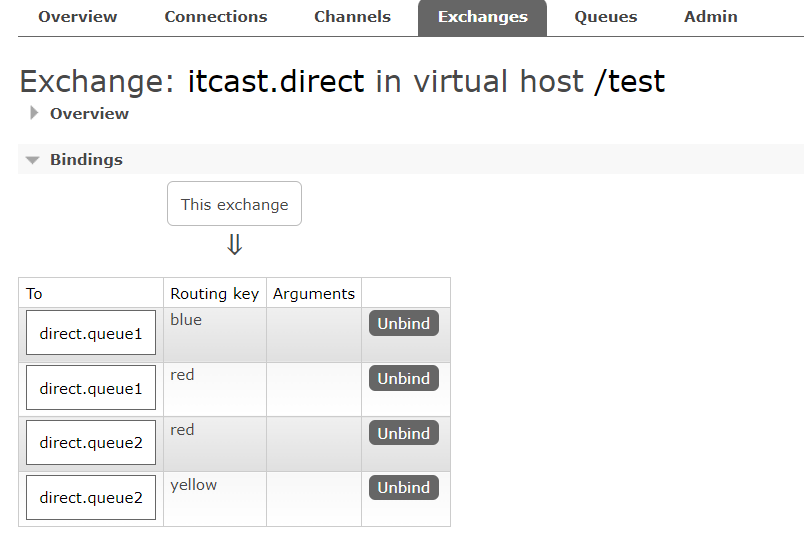 Overview Connections Channels Exchanges Queues Admin
Exchange: itcast.direct in virtual host /test
Overview
Bindings
This exchange
⇓
To Routing key Arguments
direct.queue1 blue Unbind
direct.queue1 red Unbind
direct.queue2 red Unbind
direct.queue2 yellow Unbind